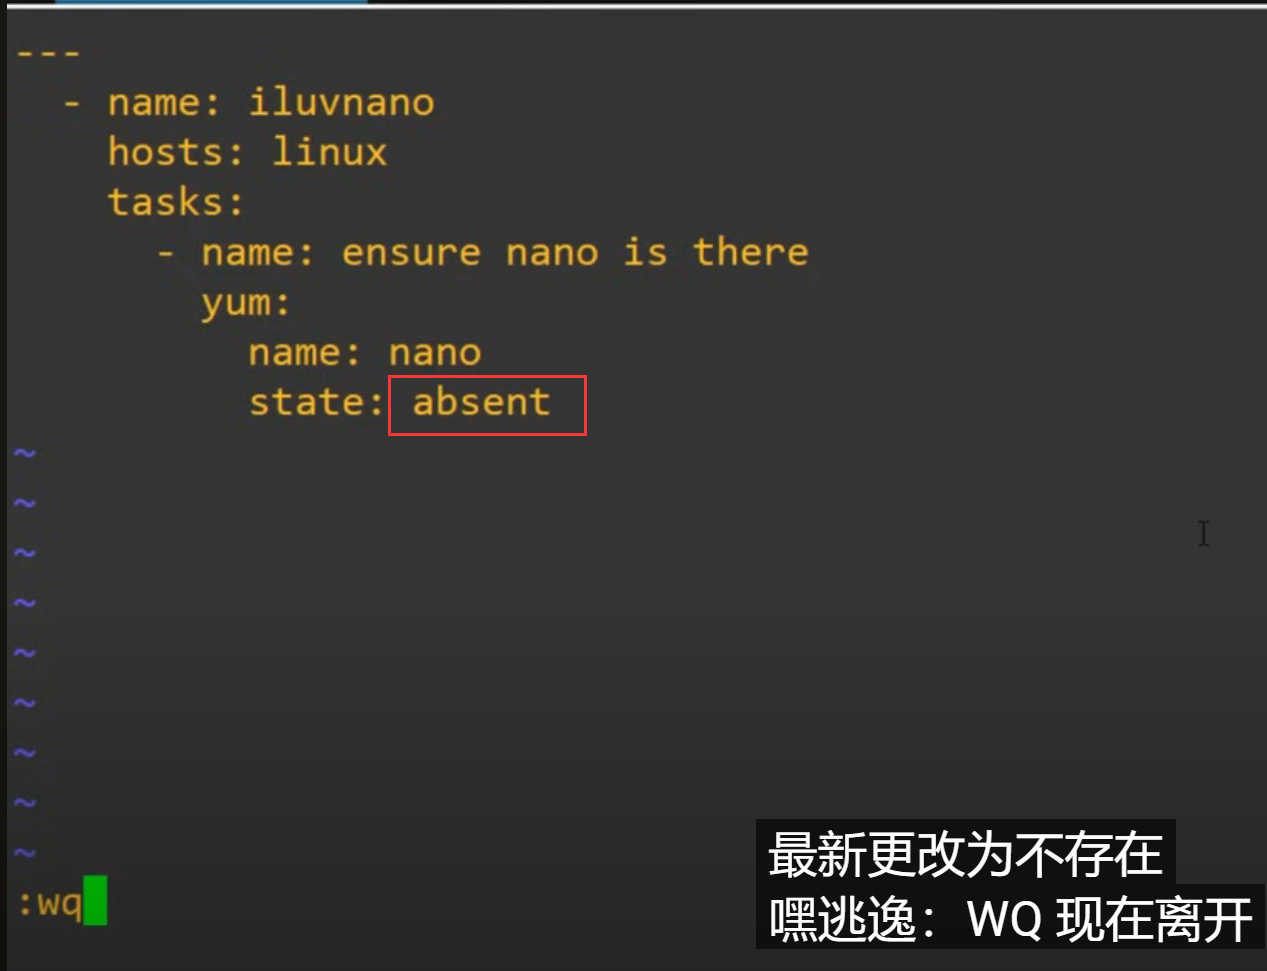 ---
  - name: iluvnano
    hosts: linux
    tasks:
      - name: ensure nano is there
        yum:
          name: nano
          state: absent
~
~
~
~
~
~
~
~
~
:wq
最新更改为不存在
嘿逃逸：WQ 现在离开